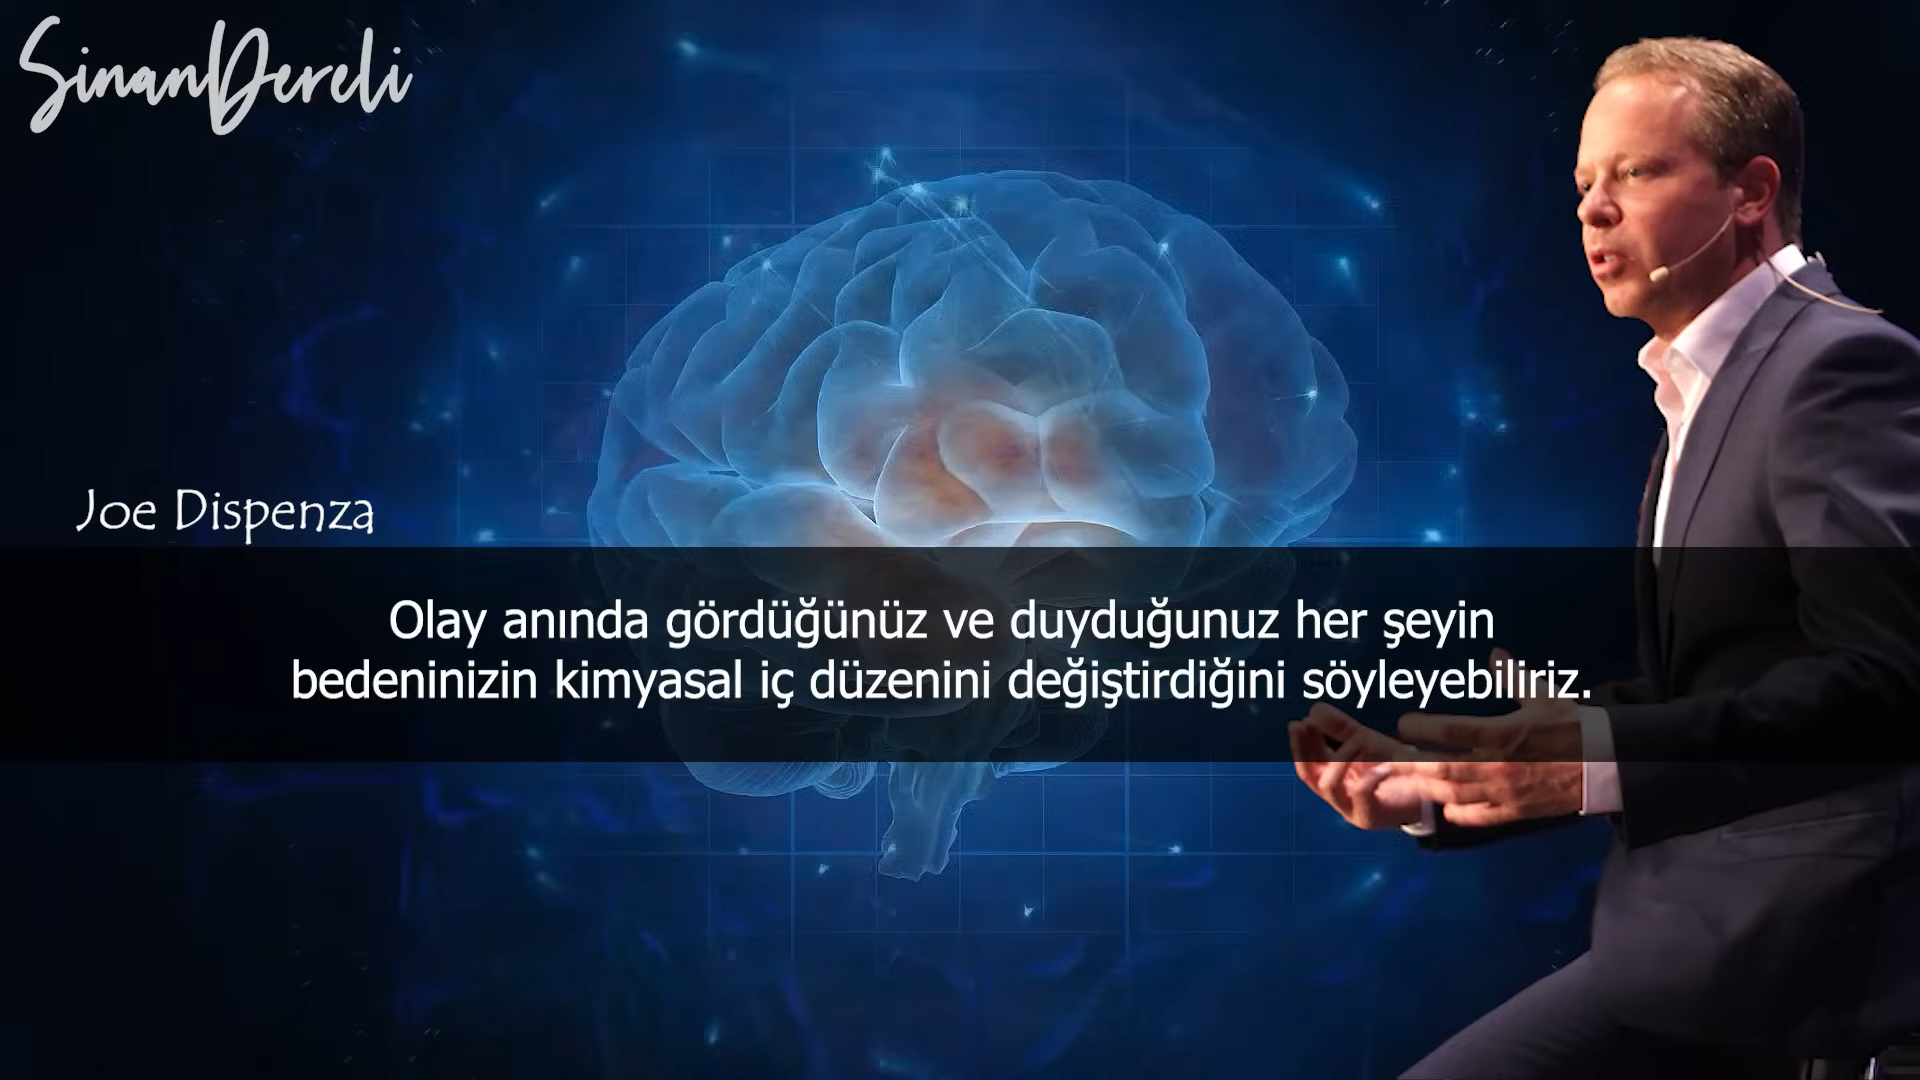 SinanDereli
Joe Dispenza
Olay anında gördüğünüz ve duyduğunuz her şeyin
bedeninizin kimyasal iç düzenini değiştirdiğini söyleyebiliriz.